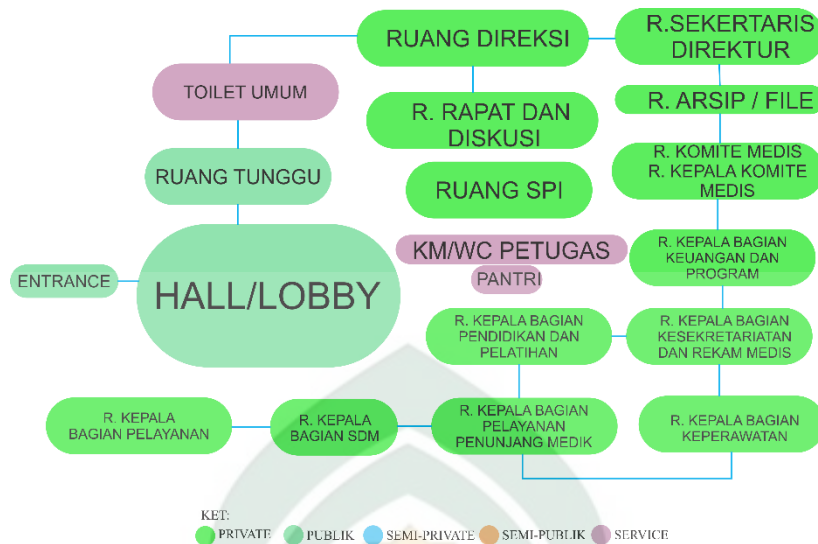 RUANG DIREKSI
R.SEKERTARIS
DIREKTUR
TOILET UMUM
R. ARSIP / FILE
R. RAPAT DAN
DISKUSI
R. KOMITE MEDIS
R. KEPALA KOMITE
MEDIS
RUANG TUNGGU
RUANG SPI
KM/WC PETUGAS
PANTRI
R. KEPALA BAGIAN
KEUANGAN DAN
PROGRAM
ENTRANCE
HALL/LOBBY
R. KEPALA BAGIAN
PENDIDIKAN DAN
PELATIHAN
R. KEPALA BAGIAN
KESEKRETARIATAN
DAN REKAM MEDIS
R. KEPALA
BAGIAN PELAYANAN
R. KEPALA
BAGIAN SDM
R. KEPALA BAGIAN
PELAYANAN
PENUNJANG MEDIK
R. KEPALA BAGIAN
KEPERAWATAN
KET:
PRIVATE PUBLIK SEMI-PRIVATE SEMI-PUBLIK SERVICE